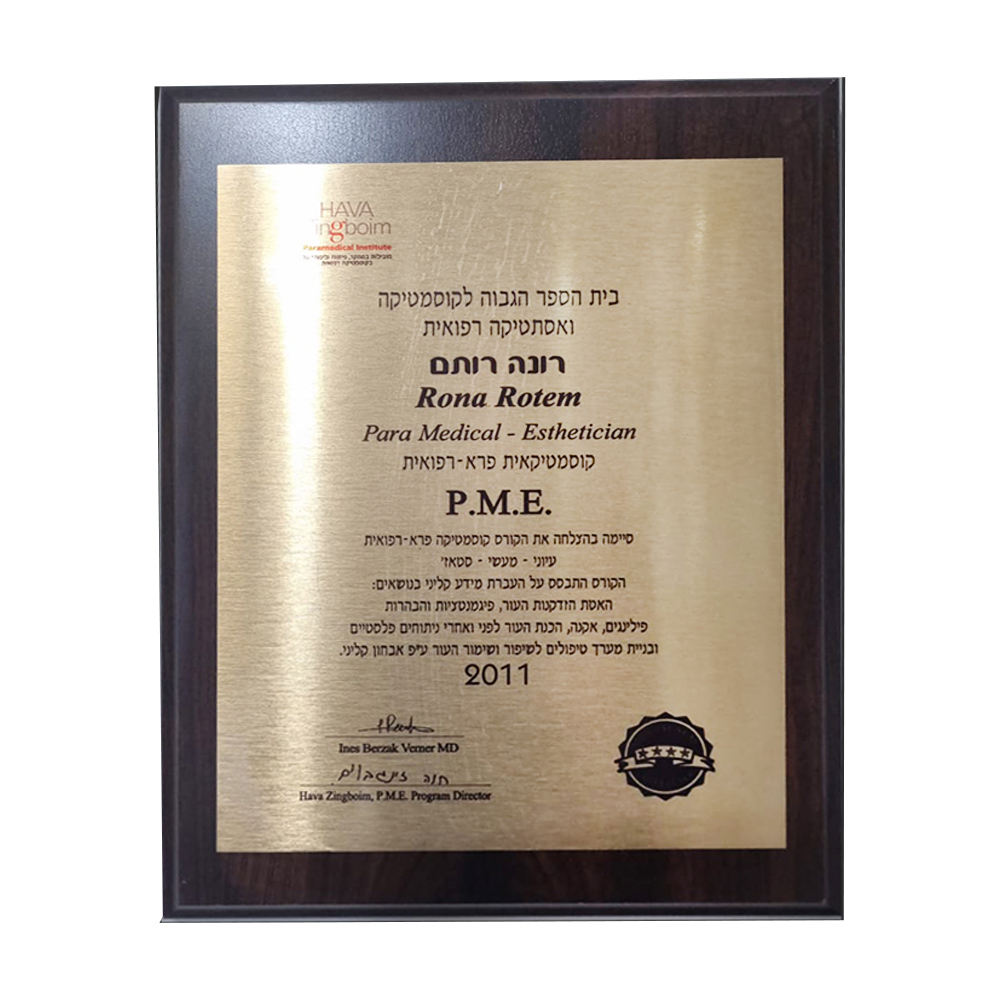 HAVA
Zingboim
Paramedical Institute
בקוסמטיקה רפואית
בית הספר הגבוה לקוסמטיקה
ואסתטיקה רפואית
רונה רותם
Rona Rotem
Para Medical - Esthetician
קוסמטיקאית פרא-רפואית
P.M.E.
סיימה בהצלחה את הקורס קוסמטיקה פרא-רפואית
עיוני - מעשי - סטאז'
הקורס התבסס על העברת מידע קליני בנושאים:
האטת הזדקנות העור, פיגמנטציות והבהרות
פילינגים, אקנה, הכנת העור לפני ואחרי ניתוחים פלסטיים
ובניית מערך טיפולים לשיפור ושימור העור ע"פ אבחון קליני.
2011
Ines Berzak Verner MD
חוה זינגבוים
Hava Zingboim, P.M.E. Program Director